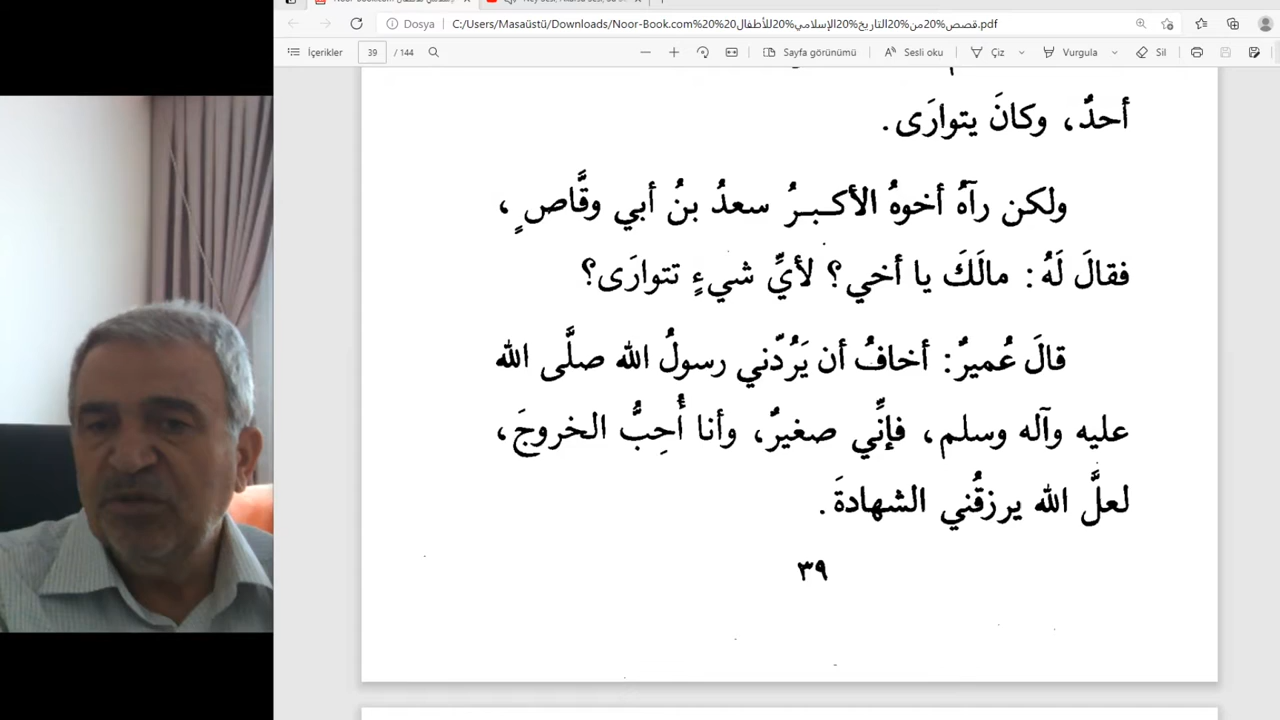 Dosya
C:/Users/Masaüstü/Downloads/Noor-Book.com%20%20قصص%20من%20التاريخ%20الإسلامي%20للأطفال.pdf
İçerikler
39
/ 144
Sayfa görünümü
Sesli oku
Çiz
Vurgula
Sil
أحدٌ، وكانَ يتوارَى.
ولكن رآهُ أخوهُ الأكـبـرُ سعدُ بنُ أبي وقَّاصٍ،
فقالَ لَهُ: مالَكَ يا أخي؟ لأيِّ شيءٍ تتوارَى؟
قالَ عُميرٌ: أخافُ أن يَرُدّني رسولُ الله صلَّى الله
عليه وآله وسلم، فإنِّي صغيرٌ، وأنا أُحِبُّ الخروجَ،
لعلَّ الله يرزقُني الشهادةَ.
٣٩